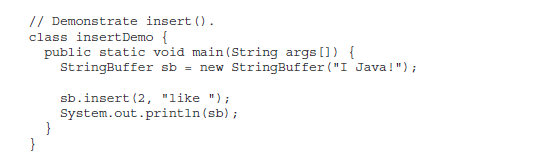 // Demonstrate insert().
class insertDemo {
public static void main(String args[]) {
StringBuffer sb = new StringBuffer("I Java!");
sb.insert(2, "like ");
System.out.println(sb);
}
}